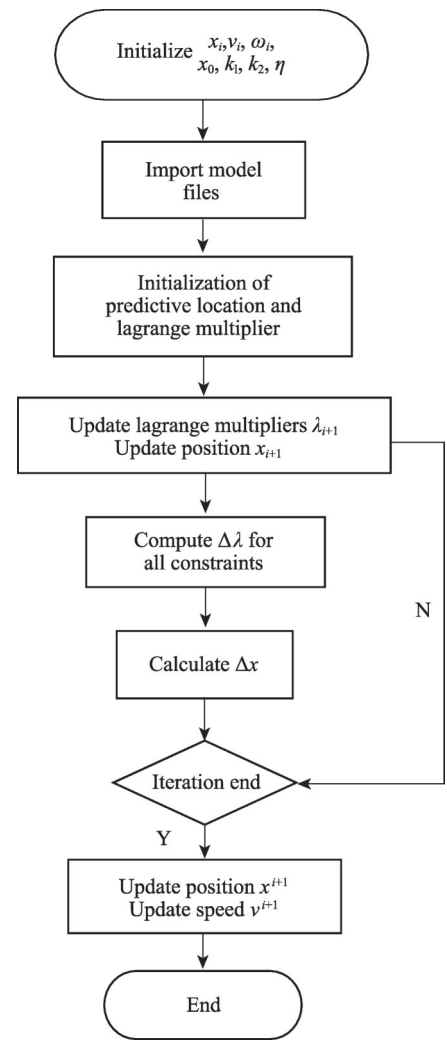 Initialize x_i, v_i, ω_i,
x_0, k_1, k_2, η
Import model
files
Initialization of
predictive location and
lagrange multiplier
Update lagrange multipliers λ_{i+1}
Update position x_{i+1}
Compute Δλ for
all constraints
N
Calculate Δx
Iteration end
Y
Update position x^{i+1}
Update speed v^{i+1}
End